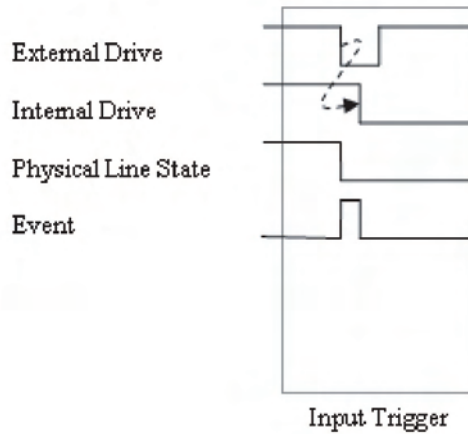 External Drive
Internal Drive
Physical Line State
Event
Input Trigger